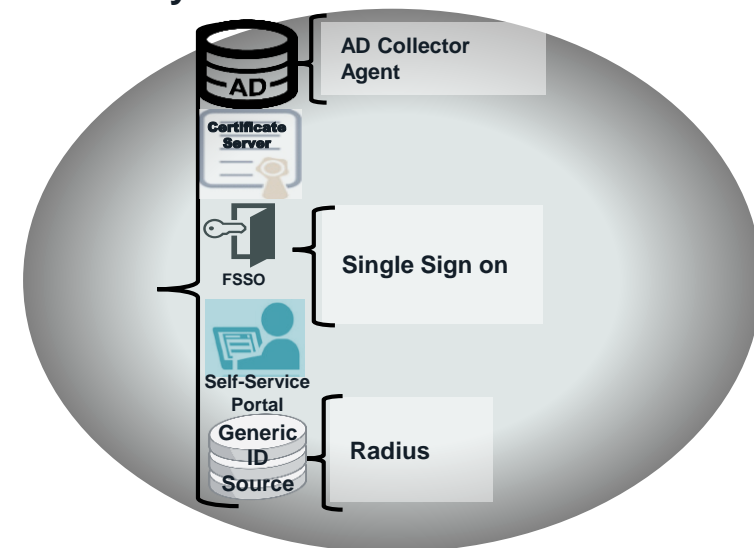 AD Collector
Agent
AD
Certificate
Server
FSSO
Single Sign on
Self-Service
Portal
Generic
ID
Source
Radius